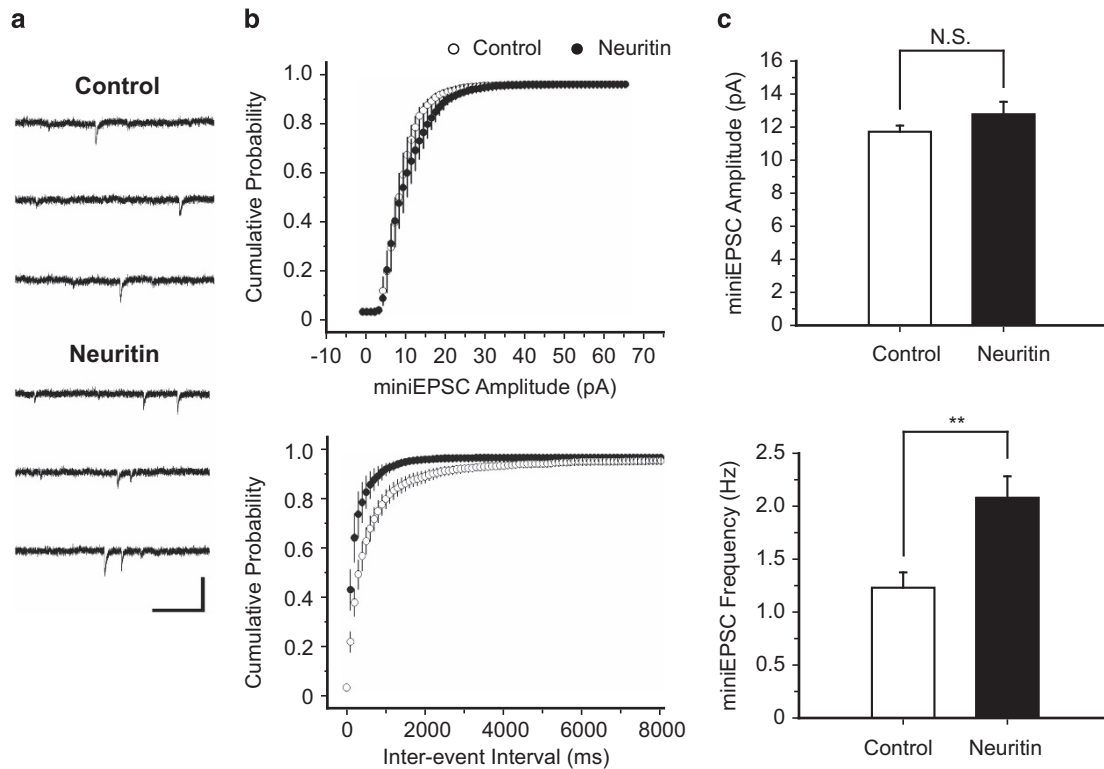 a
Control
Neuritin
b
Control Neuritin
1.0
0.8
0.6
0.4
0.2
0
Cumulative Probability
-10 0 10 20 30 40 50 60 70
miniEPSC Amplitude (pA)
1.0
0.8
0.6
0.4
0.2
0
Cumulative Probability
0 2000 4000 6000 8000
Inter-event Interval (ms)
c
N.S.
16
14
12
10
8
6
4
2
0
miniEPSC Amplitude (pA)
Control Neuritin
**
2.5
2.0
1.5
1.0
0.5
0
miniEPSC Frequency (Hz)
Control Neuritin